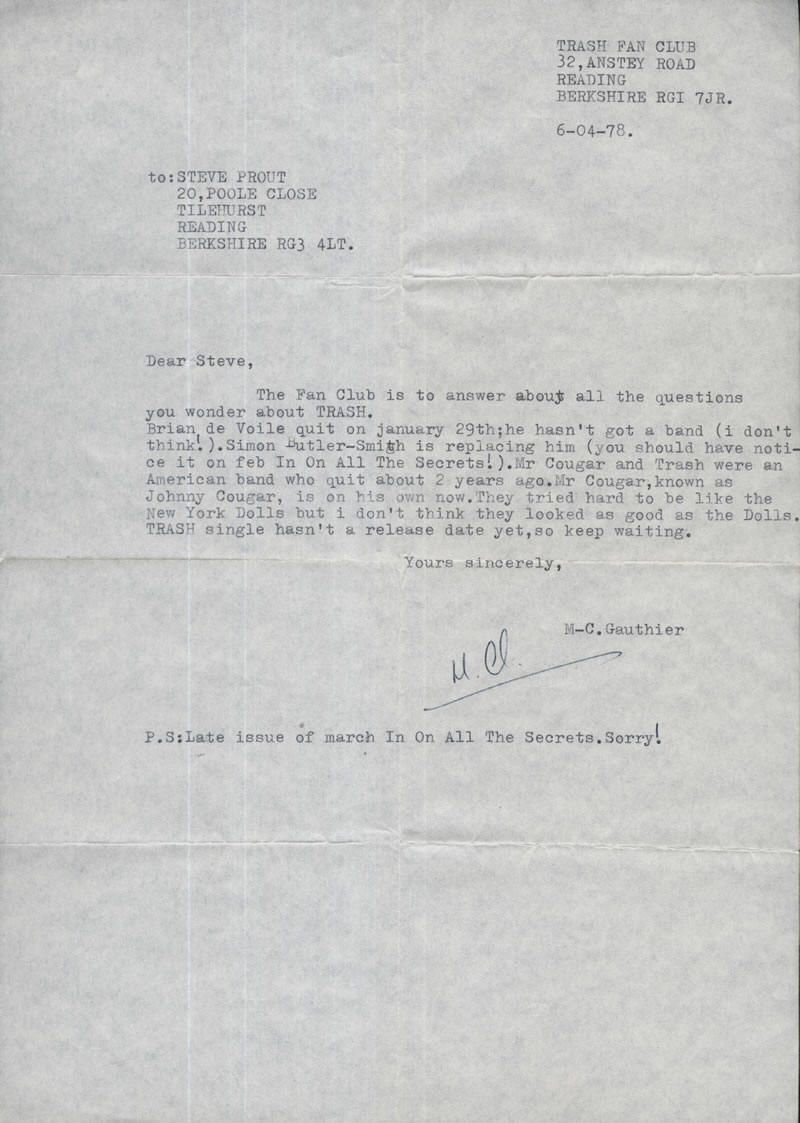 TRASH FAN CLUB
32,ANSTEY ROAD
READING
BERKSHIRE RGI 7JR.
6-04-78.
to:STEVE PROUT
20,POOLE CLOSE
TILEHURST
READING
BERKSHIRE RG3 4LT.
Dear Steve,
The Fan Club is to answer about all the questions
you wonder about TRASH.
Brian de Voile quit on january 29th;he hasn't got a band (i don't
think!).Simon Butler-Smith is replacing him (you should have noti-
ce it on feb In On All The Secrets!).Mr Cougar and Trash were an
American band who quit about 2 years ago.Mr Cougar,known as
Johnny Cougar, is on his own now.They tried hard to be like the
New York Dolls but i don't think they looked as good as the Dolls.
TRASH single hasn't a release date yet,so keep waiting.
Yours sincerely,
M-C.Gauthier
P.S:Late issue of march In On All The Secrets.Sorry!